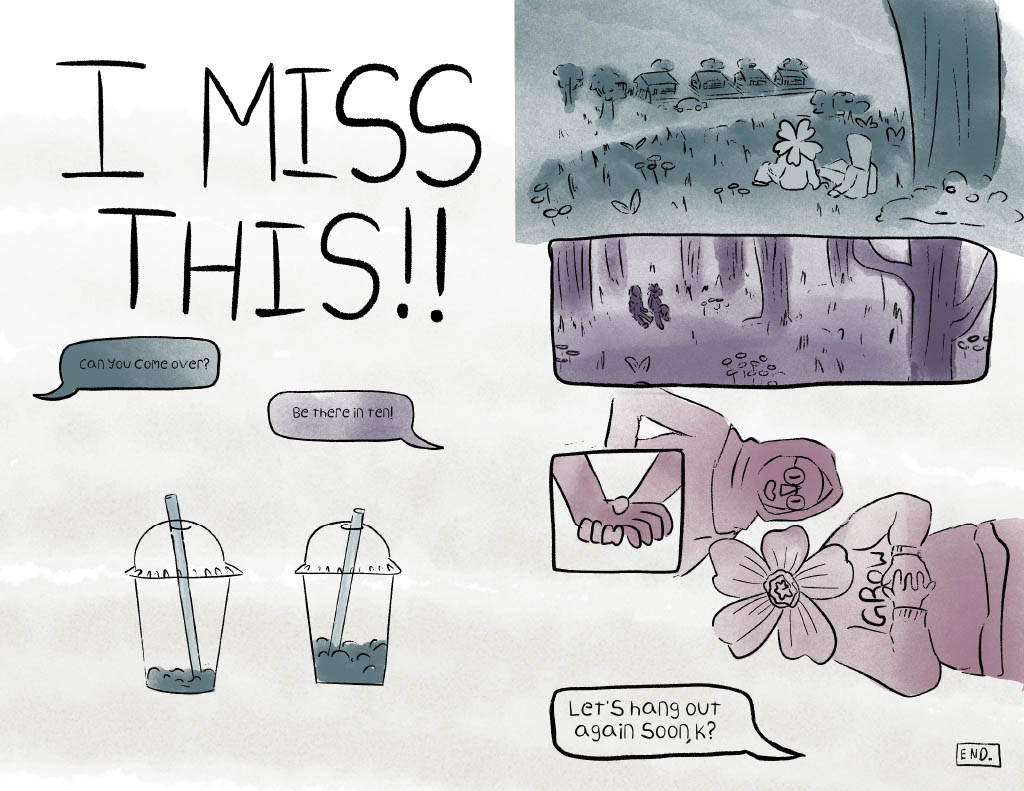 I MISS
THIS!!
Can you come over?
Be there in ten!
GROW
Let's hang out
again soon, k?
END.